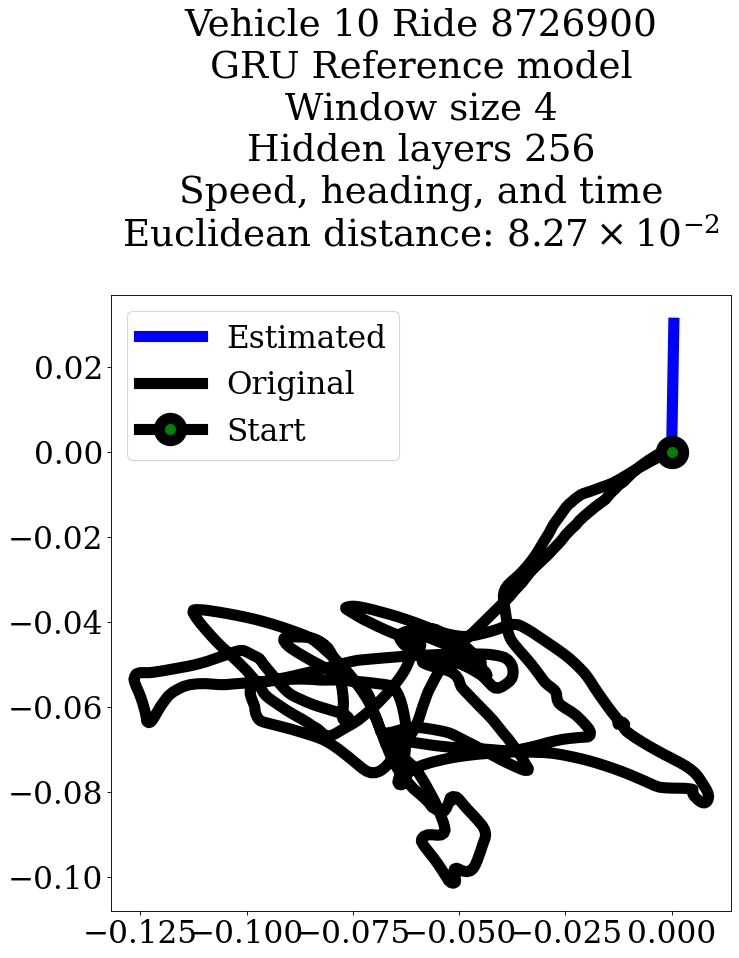 Vehicle 10 Ride 8726900
GRU Reference model
Window size 4
Hidden layers 256
Speed, heading, and time
Euclidean distance: 8.27 × 10⁻²
Estimated
Original
Start
0.02
0.00
−0.02
−0.04
−0.06
−0.08
−0.10
−0.125 −0.100 −0.075 −0.050 −0.025 0.000